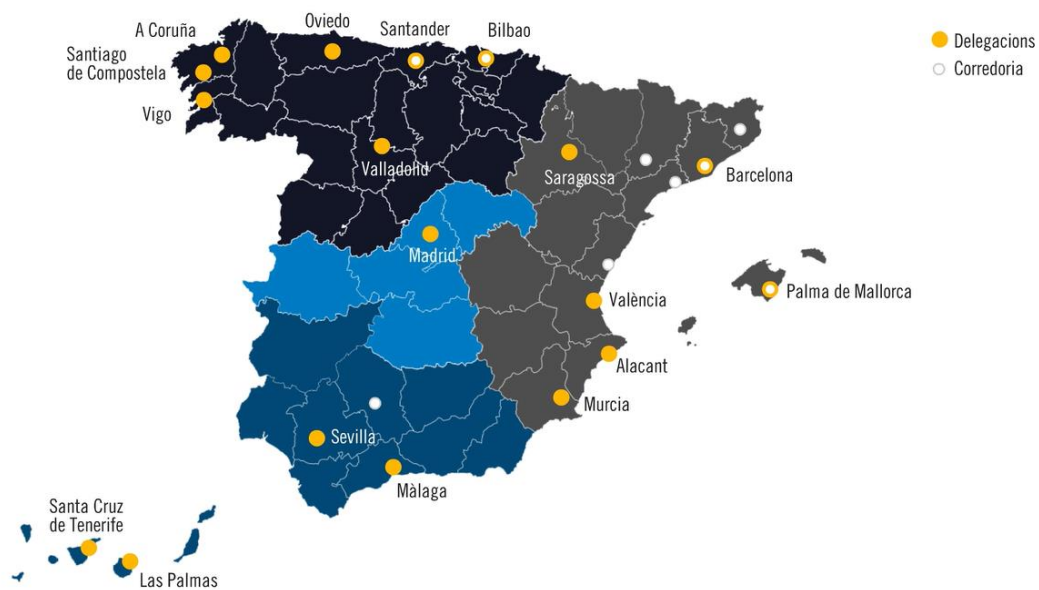 A Coruña
Oviedo
Santander
Bilbao
Santiago
de Compostela
Vigo
Valladolid
Saragossa
Barcelona
Madrid
València
Palma de Mallorca
Alacant
Murcia
Sevilla
Màlaga
Santa Cruz
de Tenerife
Las Palmas
Delegacions
Corredoria